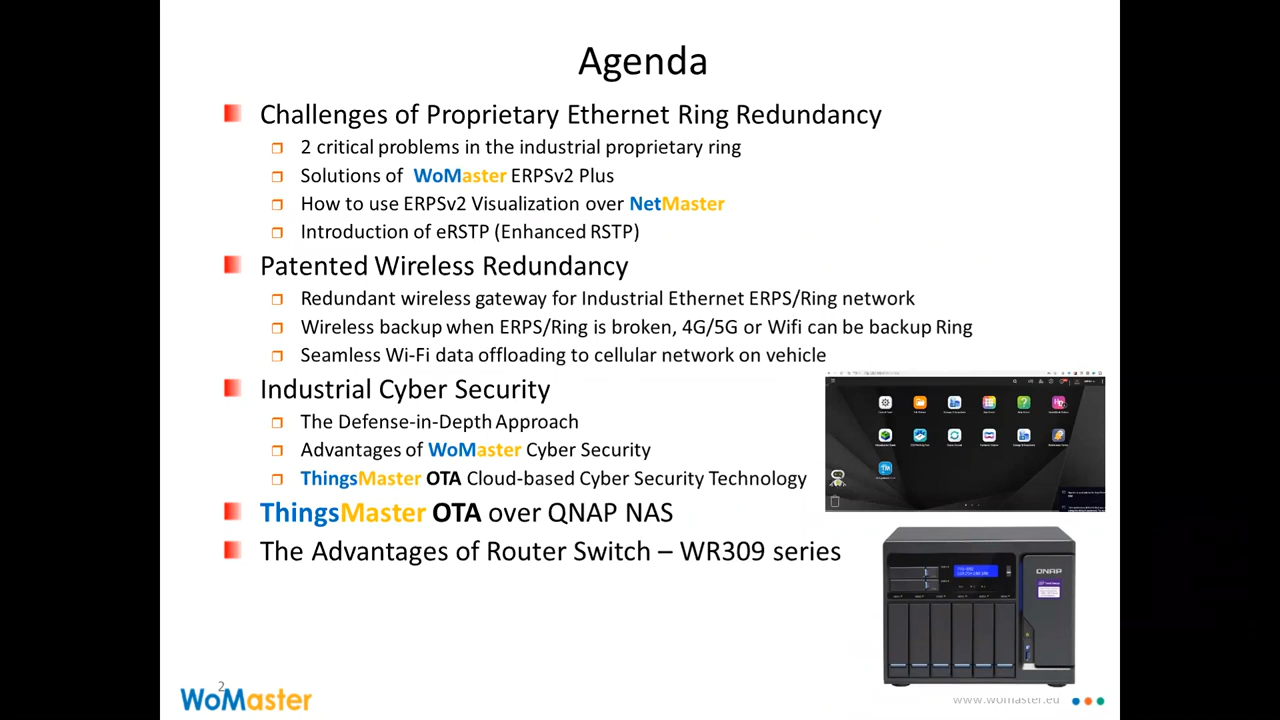 Agenda
Challenges of Proprietary Ethernet Ring Redundancy
2 critical problems in the industrial proprietary ring
Solutions of WoMaster ERPSv2 Plus
How to use ERPSv2 Visualization over NetMaster
Introduction of eRSTP (Enhanced RSTP)
Patented Wireless Redundancy
Redundant wireless gateway for Industrial Ethernet ERPS/Ring network
Wireless backup when ERPS/Ring is broken, 4G/5G or Wifi can be backup Ring
Seamless Wi-Fi data offloading to cellular network on vehicle
Industrial Cyber Security
The Defense-in-Depth Approach
Advantages of WoMaster Cyber Security
ThingsMaster OTA Cloud-based Cyber Security Technology
ThingsMaster OTA over QNAP NAS
The Advantages of Router Switch – WR309 series
QNAP
2
WoMaster
www.womaster.eu